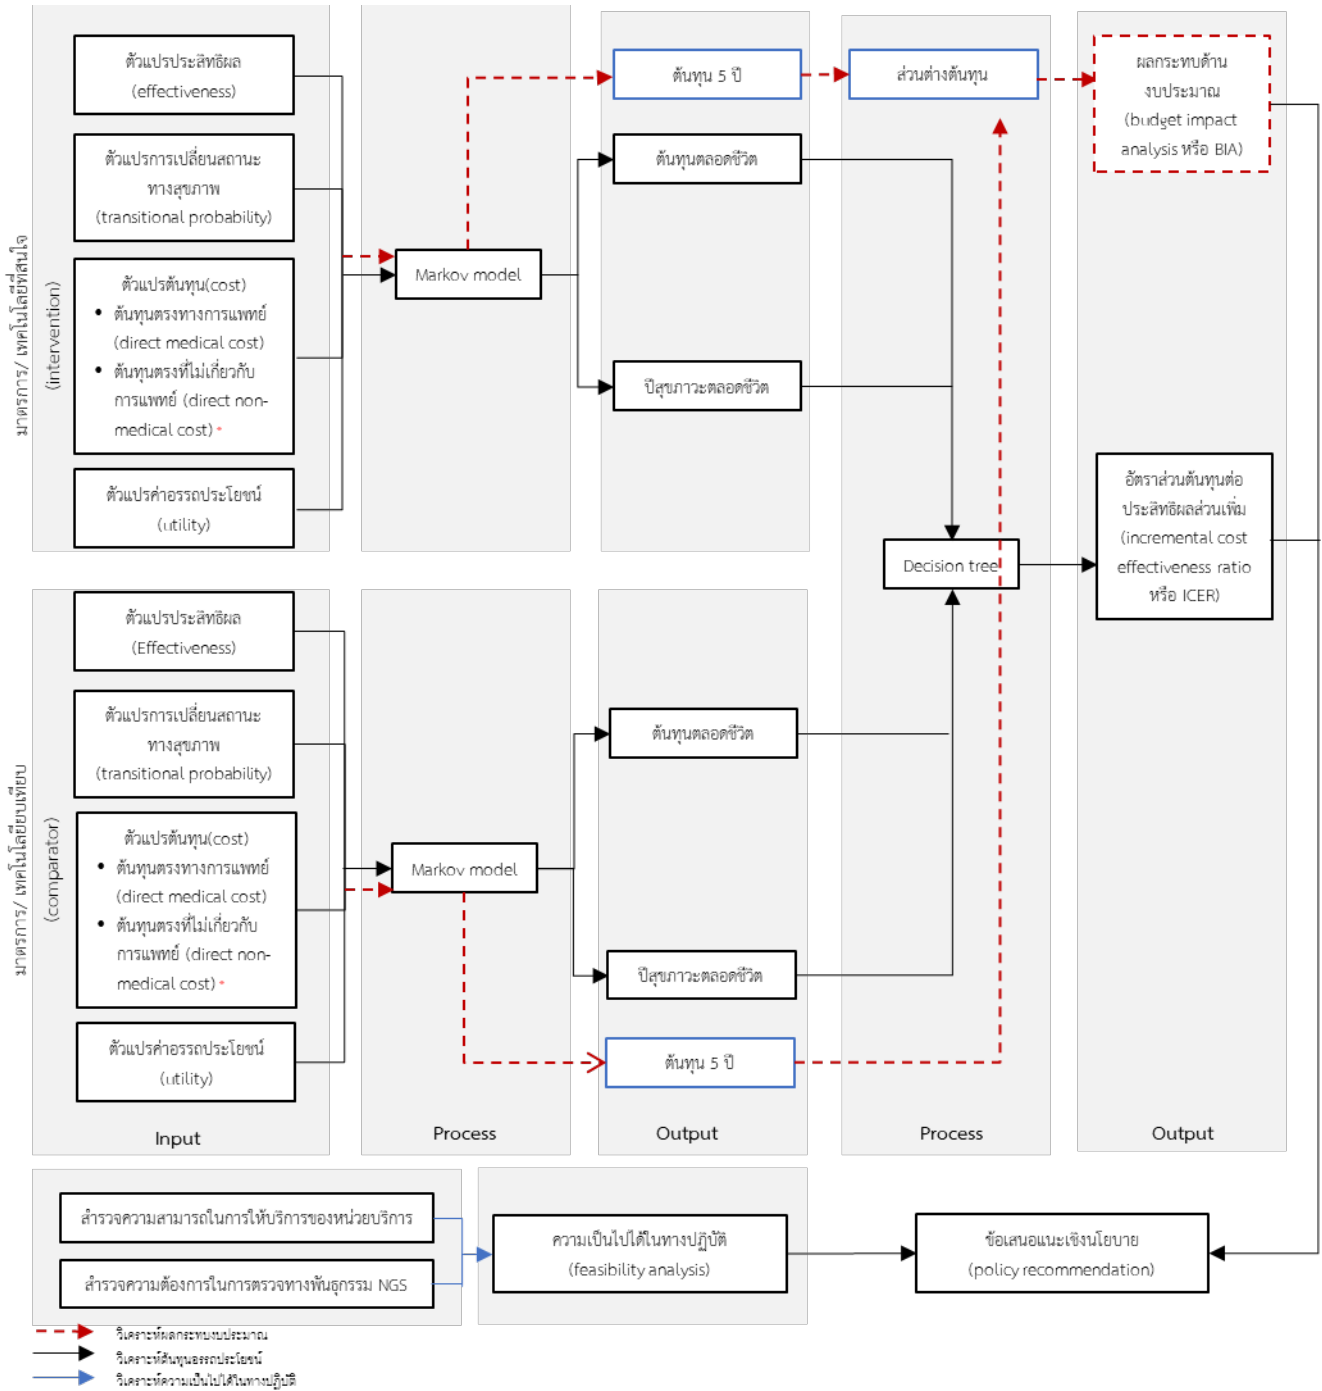 มาตรการ/ เทคโนโลยีที่สนใจ
(intervention)
ตัวแปรประสิทธิผล
(effectiveness)
ตัวแปรการเปลี่ยนสถานะ
ทางสุขภาพ
(transitional probability)
ตัวแปรต้นทุน(cost)
• ต้นทุนตรงทางการแพทย์
(direct medical cost)
• ต้นทุนตรงที่ไม่เกี่ยวกับ
การแพทย์ (direct non-
medical cost) *
ตัวแปรค่าอรรถประโยชน์
(utility)
Markov model
ต้นทุน 5 ปี
ต้นทุนตลอดชีวิต
ปีสุขภาวะตลอดชีวิต
ส่วนต่างต้นทุน
ผลกระทบด้าน
งบประมาณ
(budget impact
analysis หรือ BIA)
Decision tree
อัตราส่วนต้นทุนต่อ
ประสิทธิผลส่วนเพิ่ม
(incremental cost
effectiveness ratio
หรือ ICER)
มาตรการ/ เทคโนโลยียบเทียบ
(comparator)
ตัวแปรประสิทธิผล
(Effectiveness)
ตัวแปรการเปลี่ยนสถานะ
ทางสุขภาพ
(transitional probability)
ตัวแปรต้นทุน(cost)
• ต้นทุนตรงทางการแพทย์
(direct medical cost)
• ต้นทุนตรงที่ไม่เกี่ยวกับ
การแพทย์ (direct non-
medical cost) *
ตัวแปรค่าอรรถประโยชน์
(utility)
Markov model
ต้นทุนตลอดชีวิต
ปีสุขภาวะตลอดชีวิต
ต้นทุน 5 ปี
Input
Process
Output
Process
Output
สำรวจความสามารถในการให้บริการของหน่วยบริการ
สำรวจความต้องการในการตรวจทางพันธุกรรม NGS
ความเป็นไปได้ในทางปฏิบัติ
(feasibility analysis)
ข้อเสนอแนะเชิงนโยบาย
(policy recommendation)
วิเคราะห์ผลกระทบงบประมาณ
วิเคราะห์ต้นทุนอรรถประโยชน์
วิเคราะห์ความเป็นไปได้ในทางปฏิบัติ